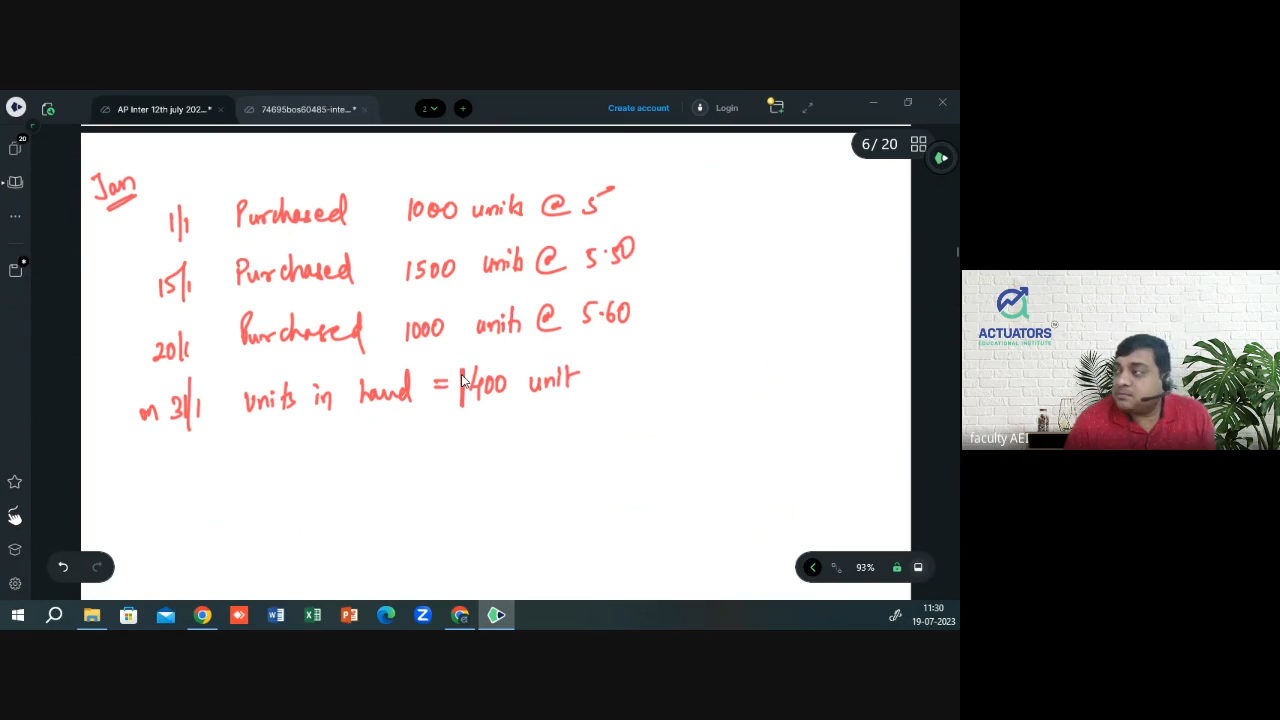 AP Inter 12th july 202...*
74695bos60485-inte...*
2
Create account
Login
20
6/ 20
Jan
1/1 Purchased 1000 units @ 5
15/1 Purchased 1500 units @ 5.50
20/1 Purchased 1000 units @ 5.60
on 31/1 units in hand = 1400 unit
ACTUATORS
EDUCATIONAL INSTITUTE
faculty AEI
93%
11:30
19-07-2023